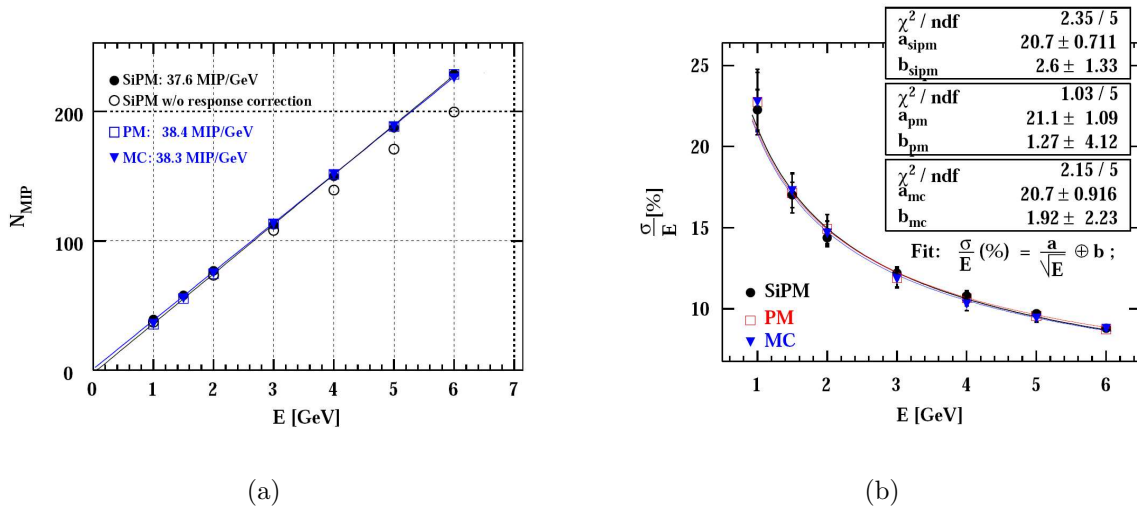 SiPM: 37.6 MIP/GeV
SiPM w/o response correction
PM: 38.4 MIP/GeV
MC: 38.3 MIP/GeV
N_MIP
200
100
0
0 1 2 3 4 5 6 7
E [GeV]
(a)
χ² / ndf 2.35 / 5
a_sipm 20.7 ± 0.711
b_sipm 2.6 ± 1.33
χ² / ndf 1.03 / 5
a_pm 21.1 ± 1.09
b_pm 1.27 ± 4.12
χ² / ndf 2.15 / 5
a_mc 20.7 ± 0.916
b_mc 1.92 ± 2.23
Fit: σ/E (%) = a/√E ⊕ b ;
σ/E [%]
25
20
15
10
SiPM
PM
MC
1 2 3 4 5 6
E [GeV]
(b)